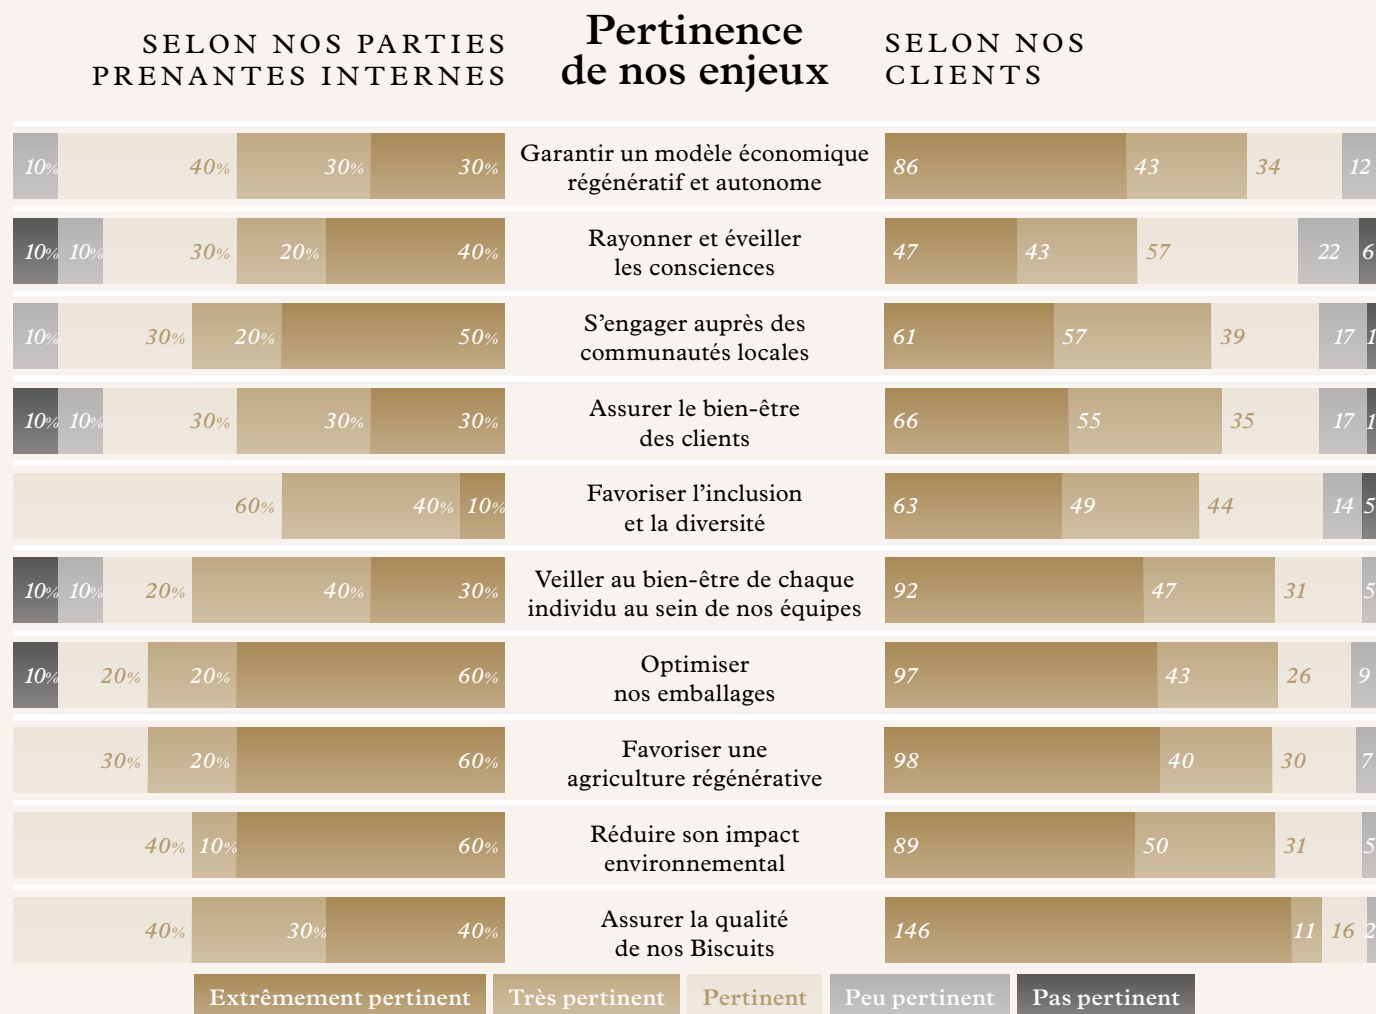 SELON NOS PARTIES
PRENANTES INTERNES
Pertinence
de nos enjeux
SELON NOS
CLIENTS
10% 40% 30% 30%
Garantir un modèle économique
régénératif et autonome
86 43 34 12
10% 10% 30% 20% 40%
Rayonner et éveiller
les consciences
47 43 57 22 6
10% 30% 20% 50%
S’engager auprès des
communautés locales
61 57 39 17 1
10% 10% 30% 30% 30%
Assurer le bien-être
des clients
66 55 35 17 1
60% 40% 10%
Favoriser l’inclusion
et la diversité
63 49 44 14 5
10% 10% 20% 40% 30%
Veiller au bien-être de chaque
individu au sein de nos équipes
92 47 31 5
10% 20% 20% 60%
Optimiser
nos emballages
97 43 26 9
30% 20% 60%
Favoriser une
agriculture régénérative
98 40 30 7
40% 10% 60%
Réduire son impact
environnemental
89 50 31 5
40% 30% 40%
Assurer la qualité
de nos Biscuits
146 11 16 2
Extrêmement pertinent Très pertinent Pertinent Peu pertinent Pas pertinent